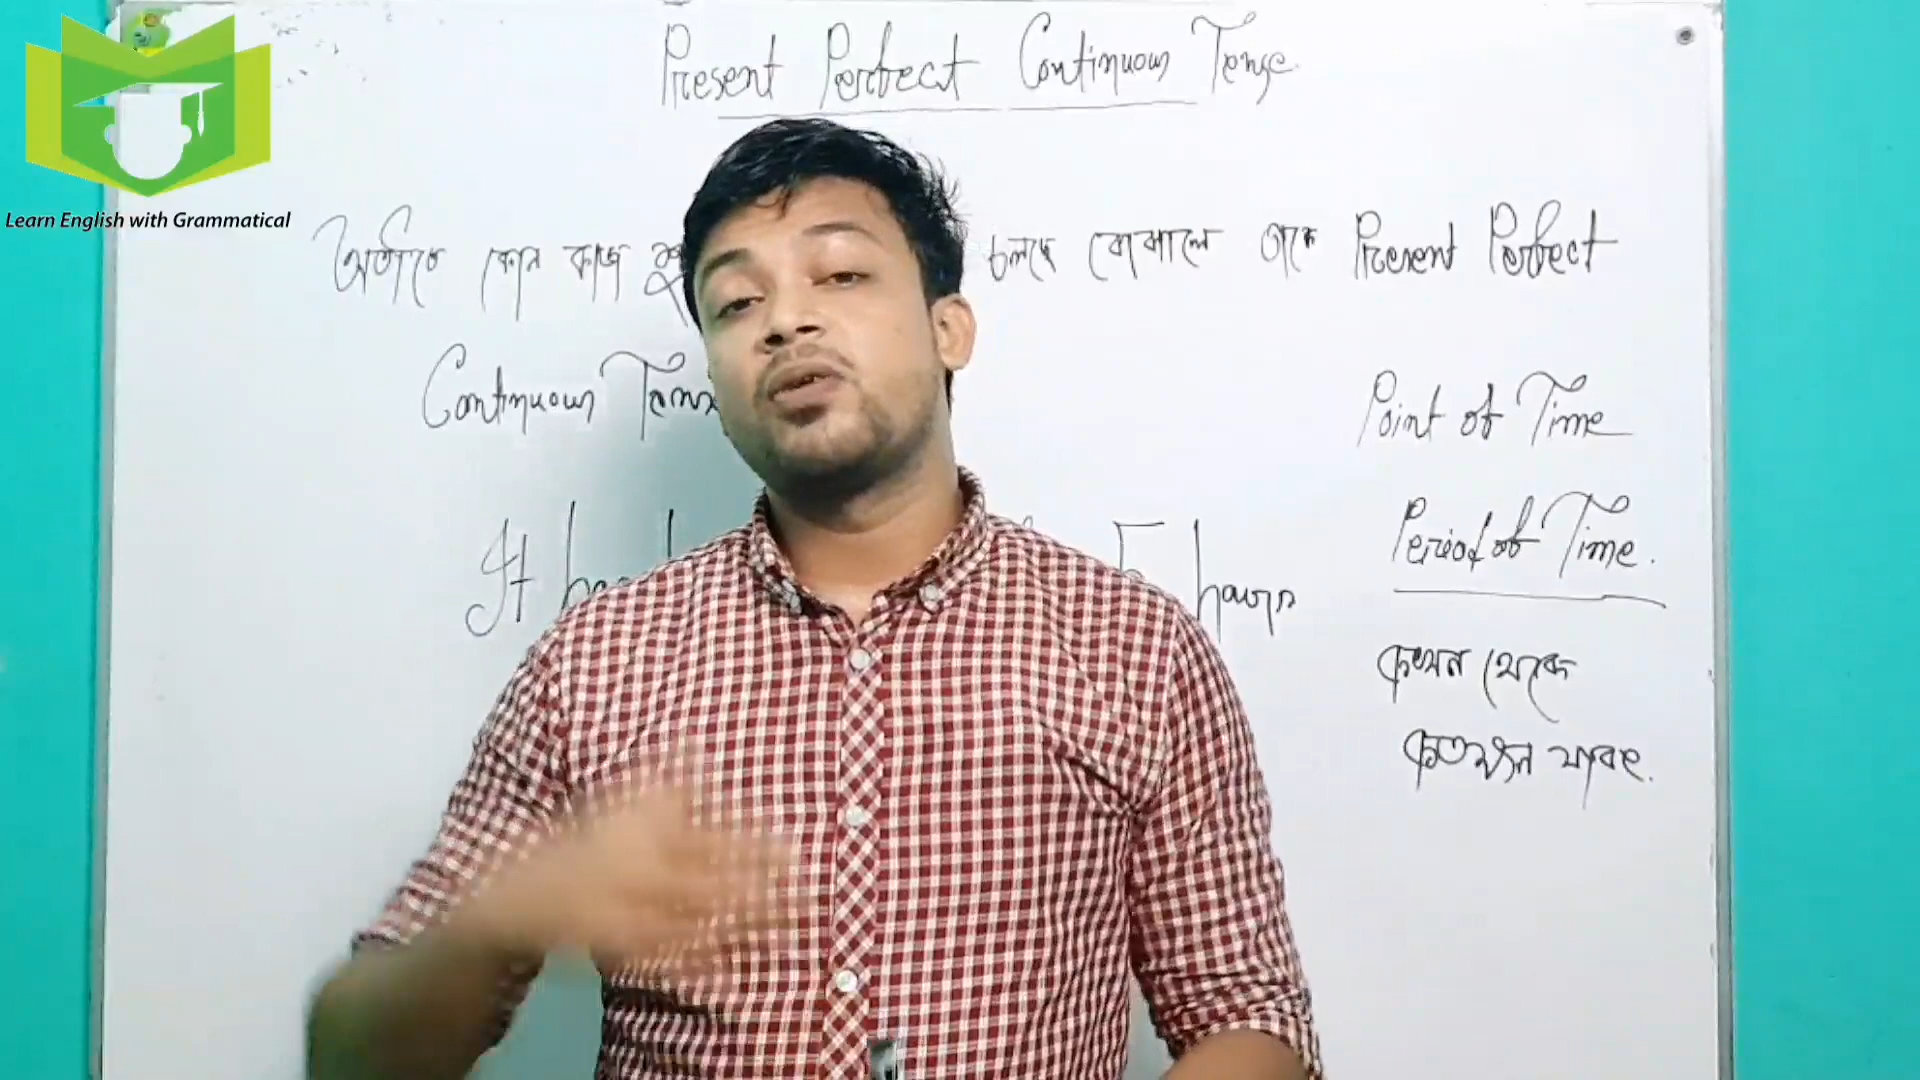 Present Perfect Continuous Tense.
Learn English with Grammatical
অতীতে কোন কাজ চলছে বোঝালে তাকে Present Perfect
Continuous Tense
Point of Time
It 5 hours
Period of Time.
কখন থেকে
কতক্ষণ যাবৎ.